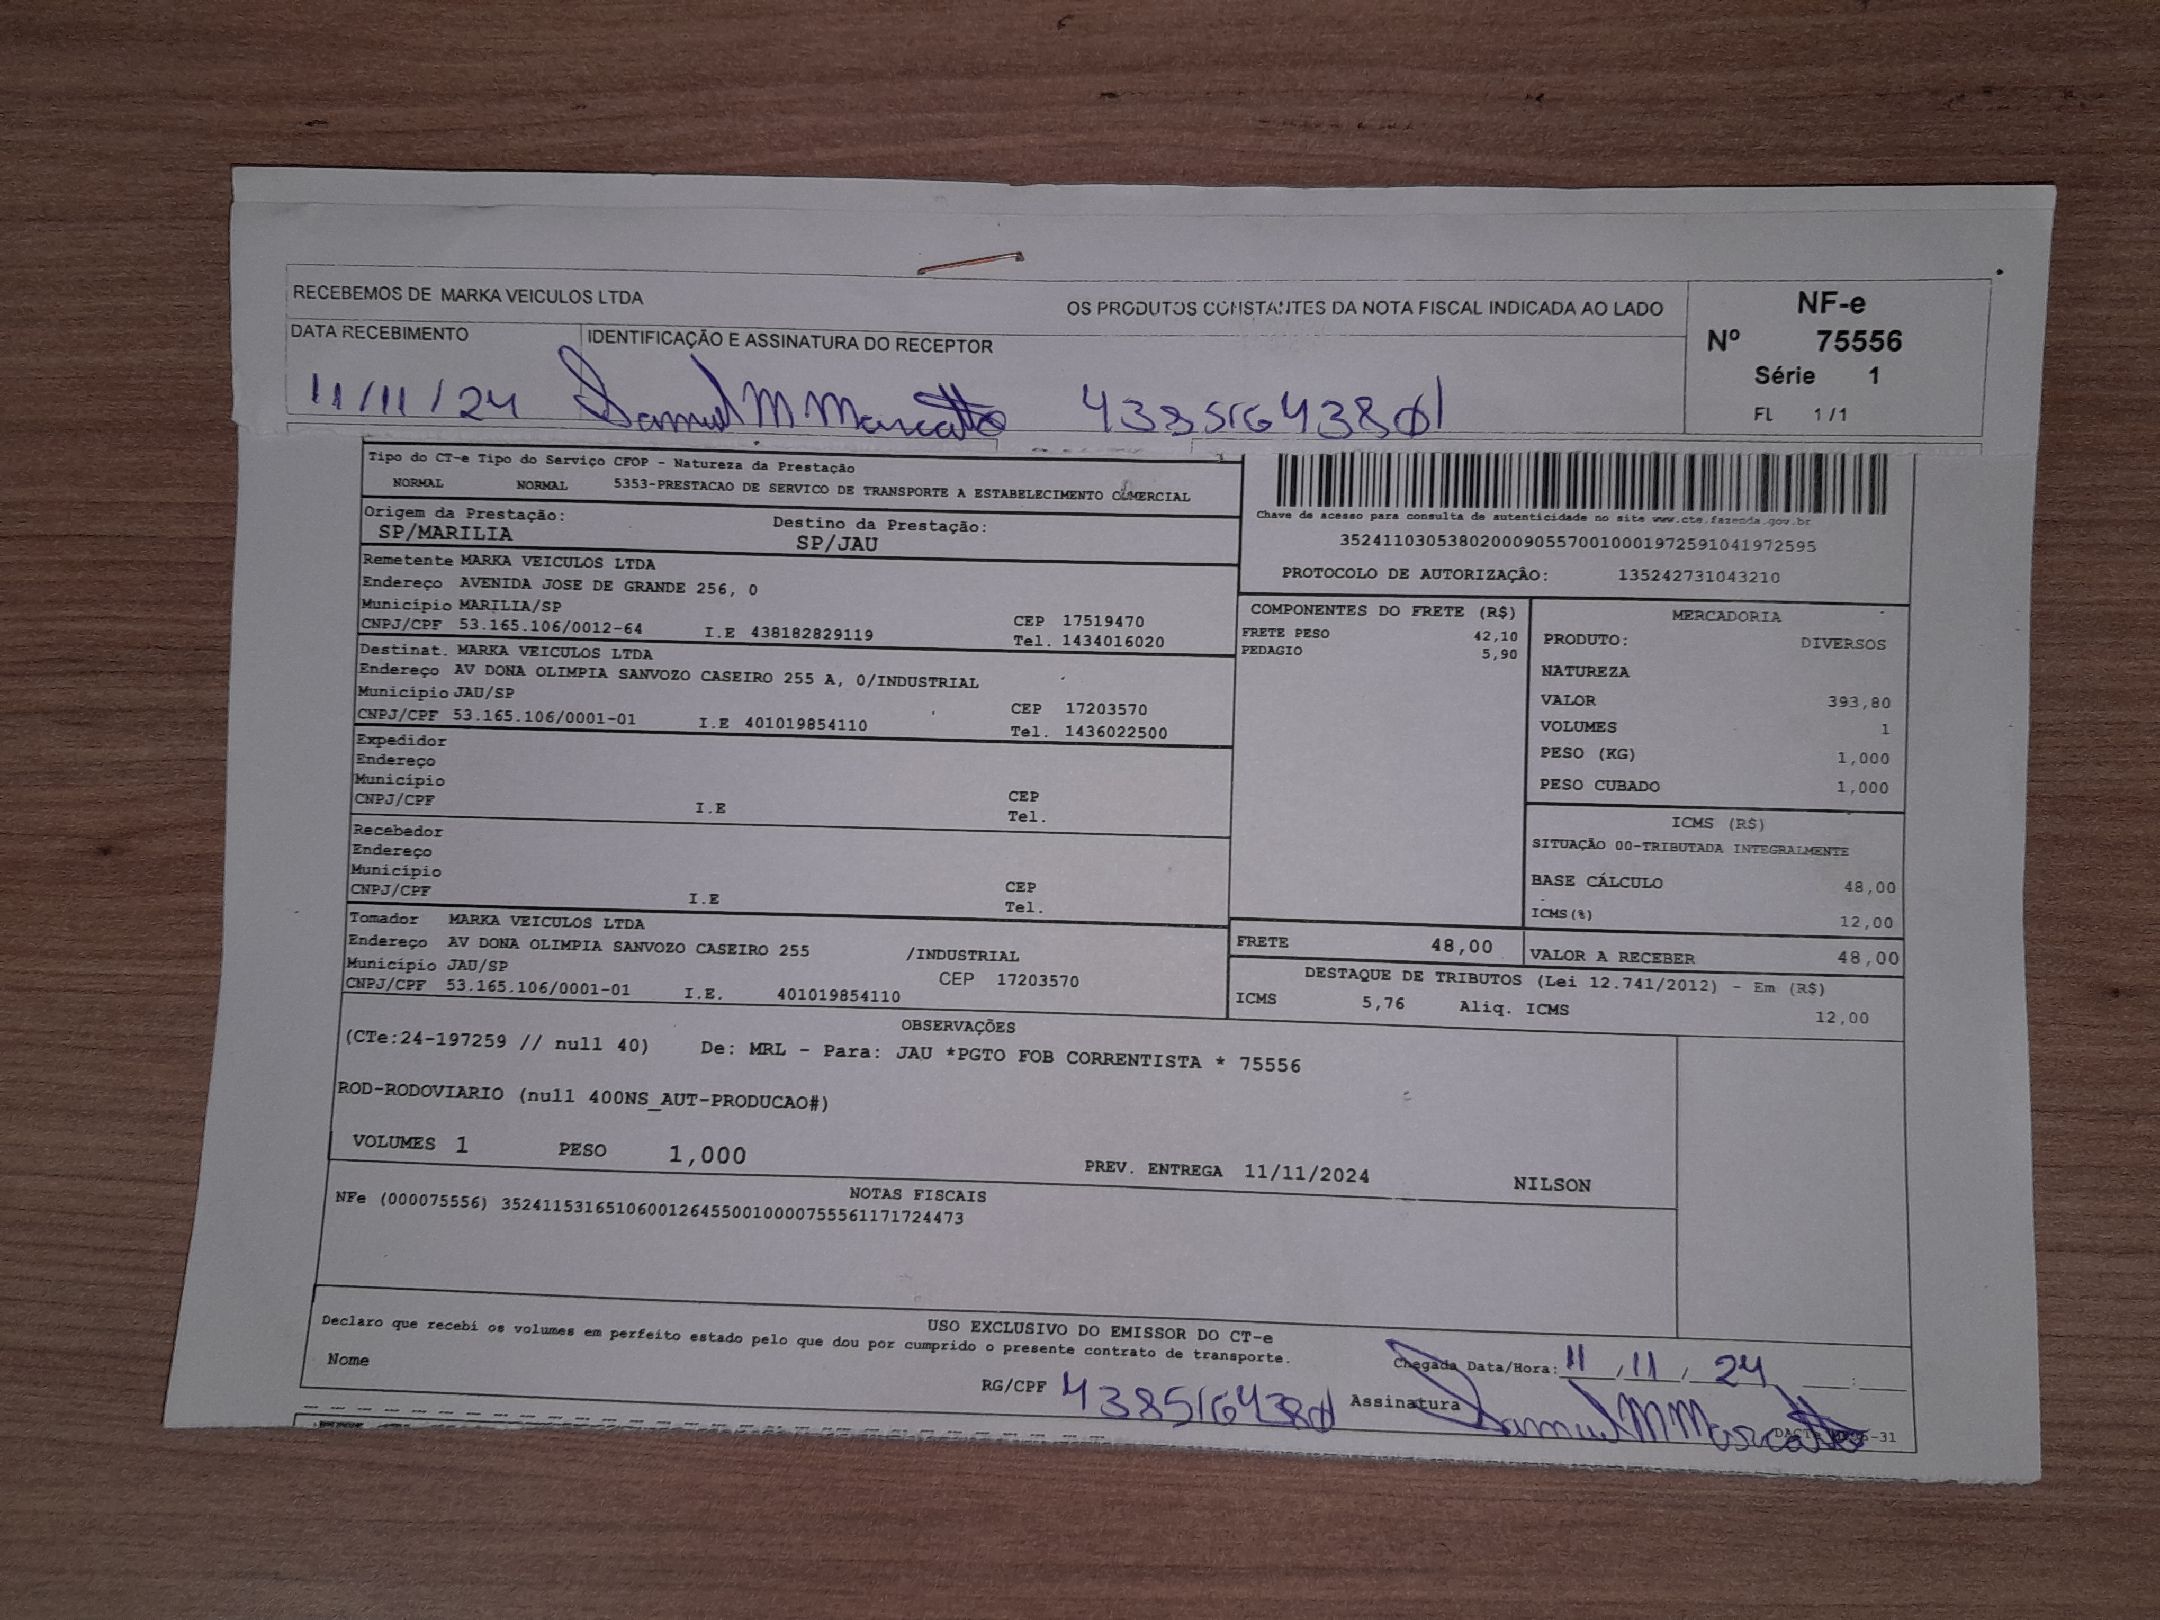 RECEBEMOS DE MARKA VEICULOS LTDA OS PRODUTOS CONSTANTES DA NOTA FISCAL INDICADA AO LADO
NF-e
Nº 75556
Série 1
FL 1/1
DATA RECEBIMENTO IDENTIFICAÇÃO E ASSINATURA DO RECEPTOR
11/11/24 Samuel M Marcatto 43851643801
Tipo do CT-e Tipo do Serviço CFOP - Natureza da Prestação
NORMAL NORMAL 5353-PRESTACAO DE SERVICO DE TRANSPORTE A ESTABELECIMENTO COMERCIAL
Origem da Prestação: Destino da Prestação:
SP/MARILIA SP/JAU
Chave de acesso para consulta de autenticidade no site www.cte.fazenda.gov.br
35241103053802000905570010001972591041972595
PROTOCOLO DE AUTORIZAÇÃO: 135242731043210
Remetente MARKA VEICULOS LTDA
Endereço AVENIDA JOSE DE GRANDE 256, 0
Município MARILIA/SP CEP 17519470
CNPJ/CPF 53.165.106/0012-64 I.E 438182829119 Tel. 1434016020
Destinat. MARKA VEICULOS LTDA
Endereço AV DONA OLIMPIA SANVOZO CASEIRO 255 A, 0/INDUSTRIAL
Município JAU/SP CEP 17203570
CNPJ/CPF 53.165.106/0001-01 I.E 401019854110 Tel. 1436022500
Expedidor
Endereço
Município CEP
CNPJ/CPF I.E Tel.
Recebedor
Endereço
Município CEP
CNPJ/CPF I.E Tel.
Tomador MARKA VEICULOS LTDA
Endereço AV DONA OLIMPIA SANVOZO CASEIRO 255 /INDUSTRIAL
Município JAU/SP CEP 17203570
CNPJ/CPF 53.165.106/0001-01 I.E. 401019854110
COMPONENTES DO FRETE (R$)
FRETE PESO 42,10
PEDAGIO 5,90
MERCADORIA
PRODUTO: DIVERSOS
NATUREZA
VALOR 393,80
VOLUMES 1
PESO (KG) 1,000
PESO CUBADO 1,000
ICMS (R$)
SITUAÇÃO 00-TRIBUTADA INTEGRALMENTE
BASE CÁLCULO 48,00
ICMS(%) 12,00
FRETE 48,00 VALOR A RECEBER 48,00
DESTAQUE DE TRIBUTOS (Lei 12.741/2012) - Em (R$)
ICMS 5,76 Aliq. ICMS 12,00
OBSERVAÇÕES
(CTe:24-197259 // null 40) De: MRL - Para: JAU *PGTO FOB CORRENTISTA * 75556
ROD-RODOVIARIO (null 400NS_AUT-PRODUCAO#)
VOLUMES 1 PESO 1,000 PREV. ENTREGA 11/11/2024 NILSON
NOTAS FISCAIS
NFe (000075556) 35241153165106001264550010000755561171724473
USO EXCLUSIVO DO EMISSOR DO CT-e
Declaro que recebi os volumes em perfeito estado pelo que dou por cumprido o presente contrato de transporte.
Chegada Data/Hora: 11/11/24 :
Nome RG/CPF 43851643801 Assinatura Samuel M Marcatto